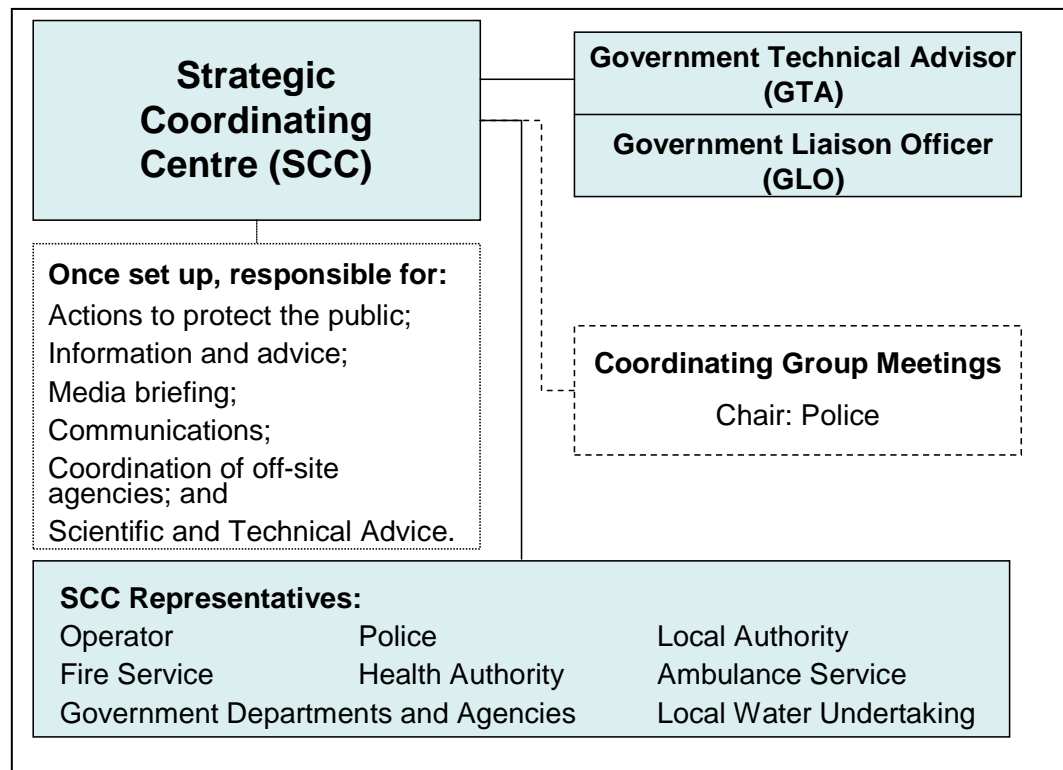 Strategic
Coordinating
Centre (SCC)
Government Technical Advisor
(GTA)
Government Liaison Officer
(GLO)
Once set up, responsible for:
Actions to protect the public;
Information and advice;
Media briefing;
Communications;
Coordination of off-site
agencies; and
Scientific and Technical Advice.
Coordinating Group Meetings
Chair: Police
SCC Representatives:
Operator Police Local Authority
Fire Service Health Authority Ambulance Service
Government Departments and Agencies Local Water Undertaking